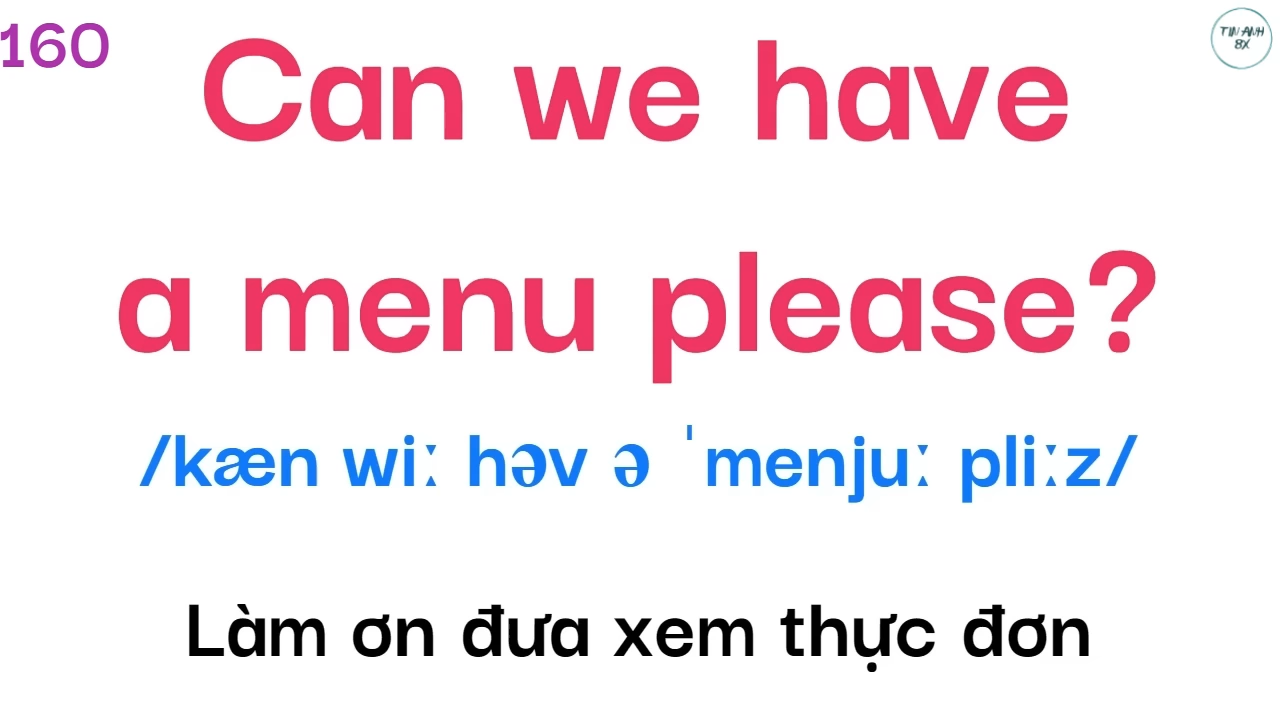 160
TIN ANH
8X
Can we have
a menu please?
/kæn wiː həv ə ˈmenjuː pliːz/
Làm ơn đưa xem thực đơn